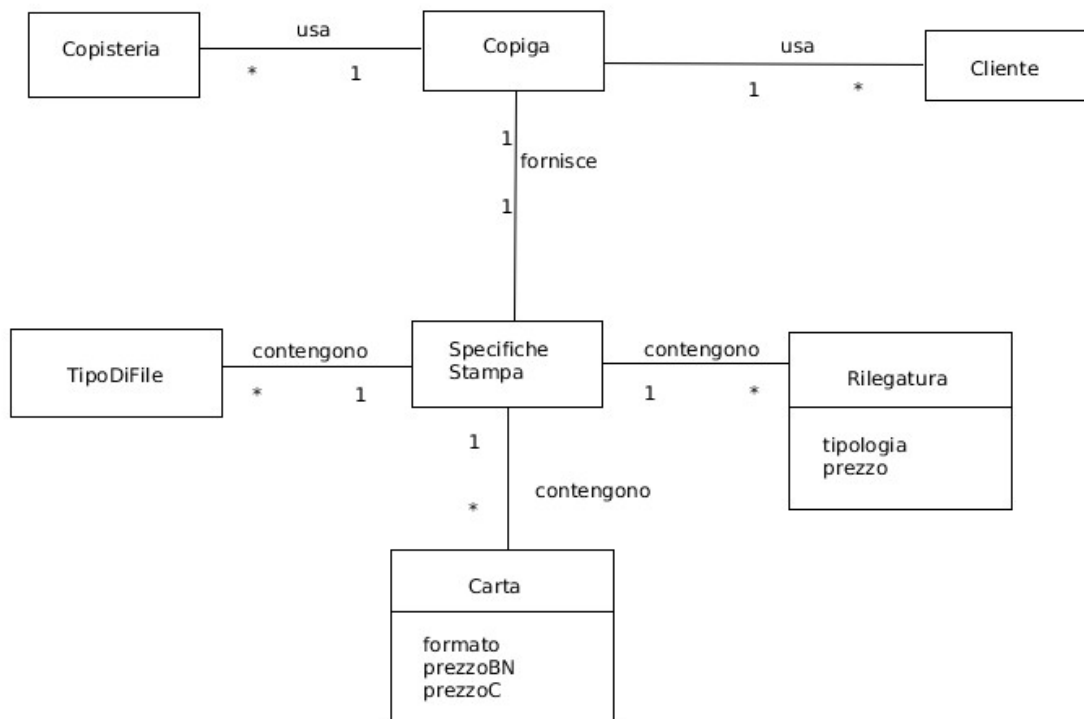 Copisteria
usa
* 1
Copiga
usa
1 *
Cliente
1
fornisce
1
TipoDiFile
contengono
* 1
Specifiche
Stampa
contengono
1 *
Rilegatura
tipologia
prezzo
1
contengono
*
Carta
formato
prezzoBN
prezzoC